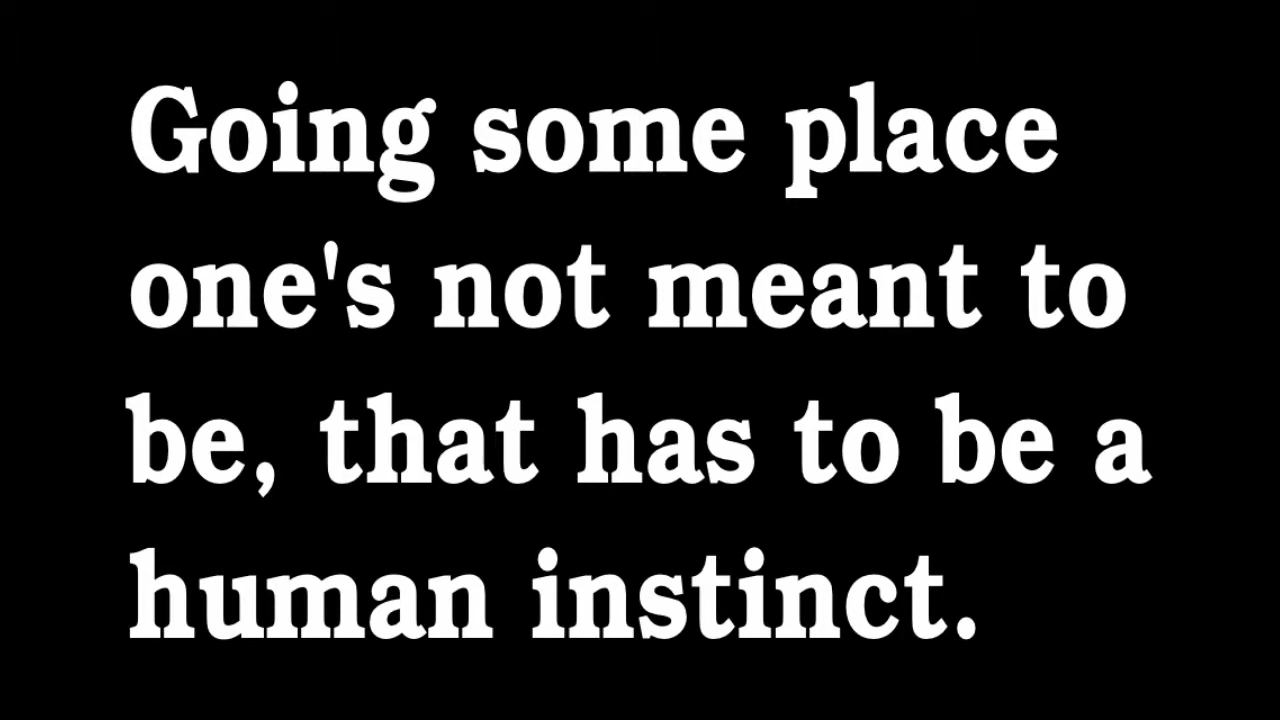 Going some place
one's not meant to
be, that has to be a
human instinct.